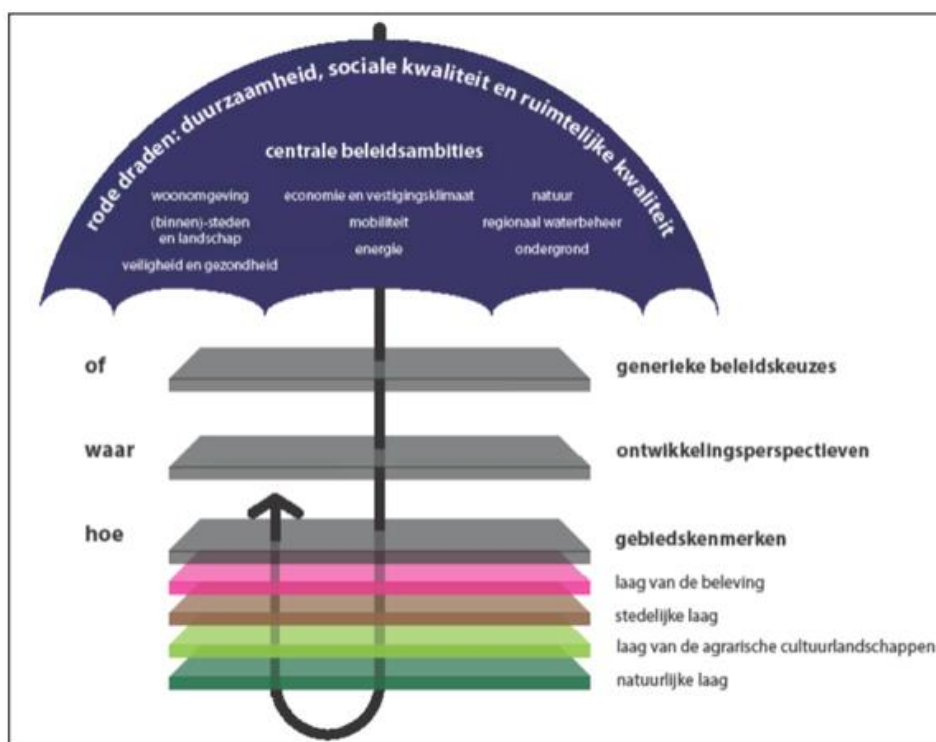 rode draden: duurzaamheid, sociale kwaliteit en ruimtelijke kwaliteit
centrale beleidsambities
woonomgeving
(binnen)-steden
en landschap
veiligheid en gezondheid
economie en vestigingsklimaat
mobiliteit
energie
natuur
regionaal waterbeheer
ondergrond
of
generieke beleidskeuzes
waar
ontwikkelingsperspectieven
hoe
gebiedskenmerken
laag van de beleving
stedelijke laag
laag van de agrarische cultuurlandschappen
natuurlijke laag